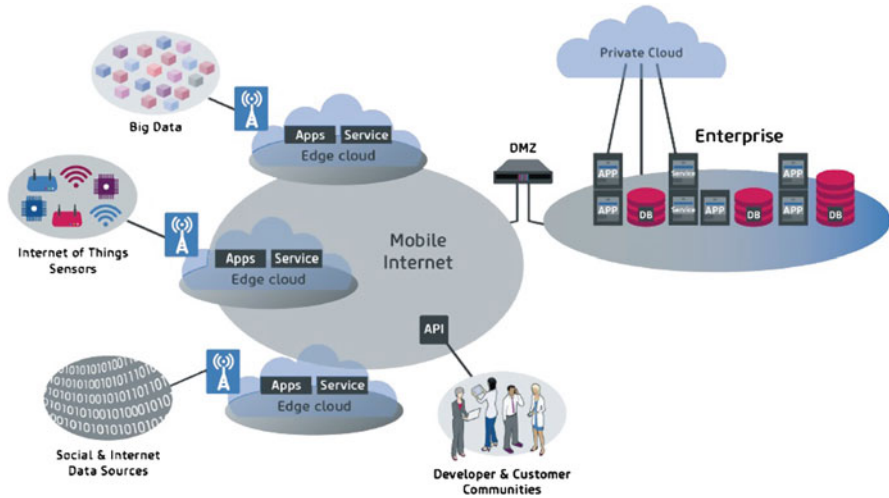 Private Cloud
Big Data
Apps Service
Edge cloud
DMZ
Enterprise
APP Service APP
APP DB Service APP DB APP DB
Internet of Things
Sensors
Apps Service
Edge cloud
Mobile
Internet
API
Apps Service
Edge cloud
Social & Internet
Data Sources
Developer & Customer
Communities